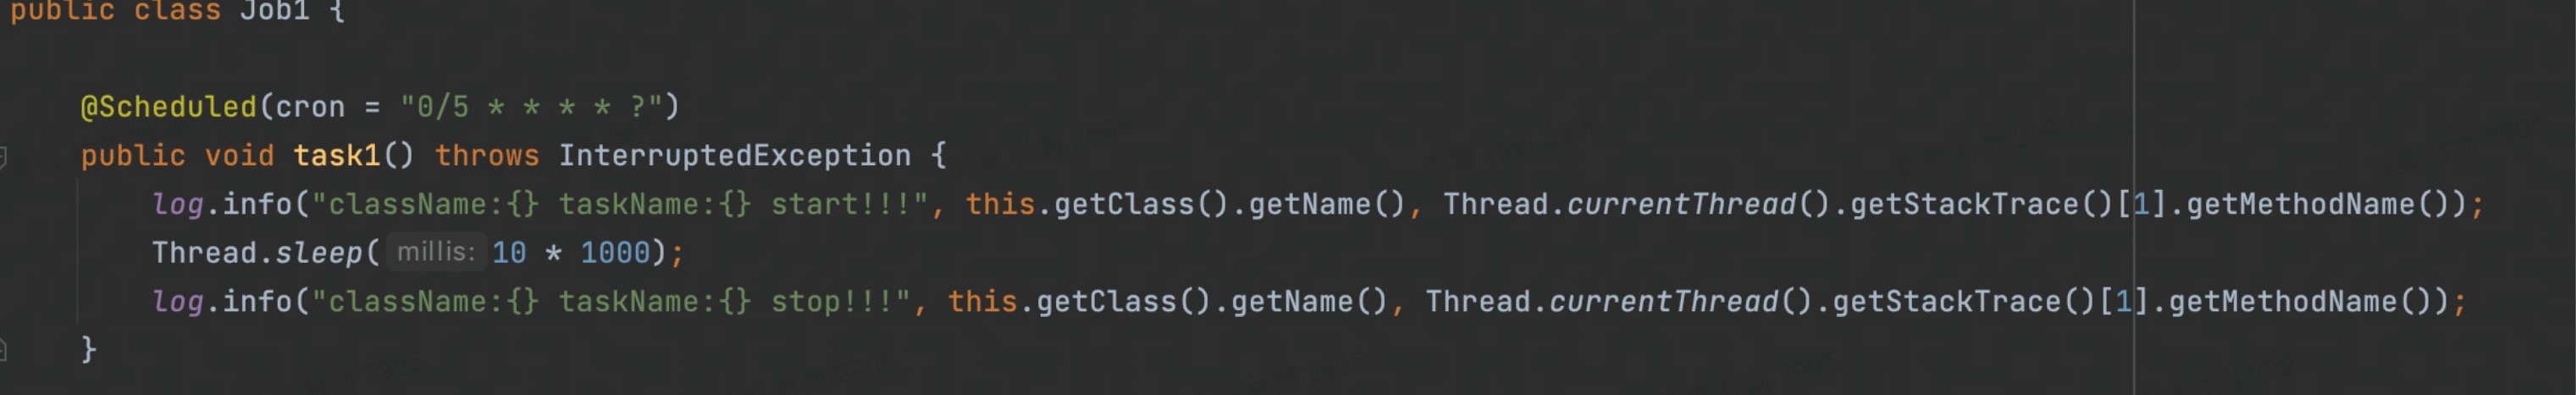 public class Job1 {
@Scheduled(cron = "0/5 * * * * ?")
public void task1() throws InterruptedException {
log.info("className:{} taskName:{} start!!!", this.getClass().getName(), Thread.currentThread().getStackTrace()[1].getMethodName());
Thread.sleep( millis: 10 * 1000);
log.info("className:{} taskName:{} stop!!!", this.getClass().getName(), Thread.currentThread().getStackTrace()[1].getMethodName());
}